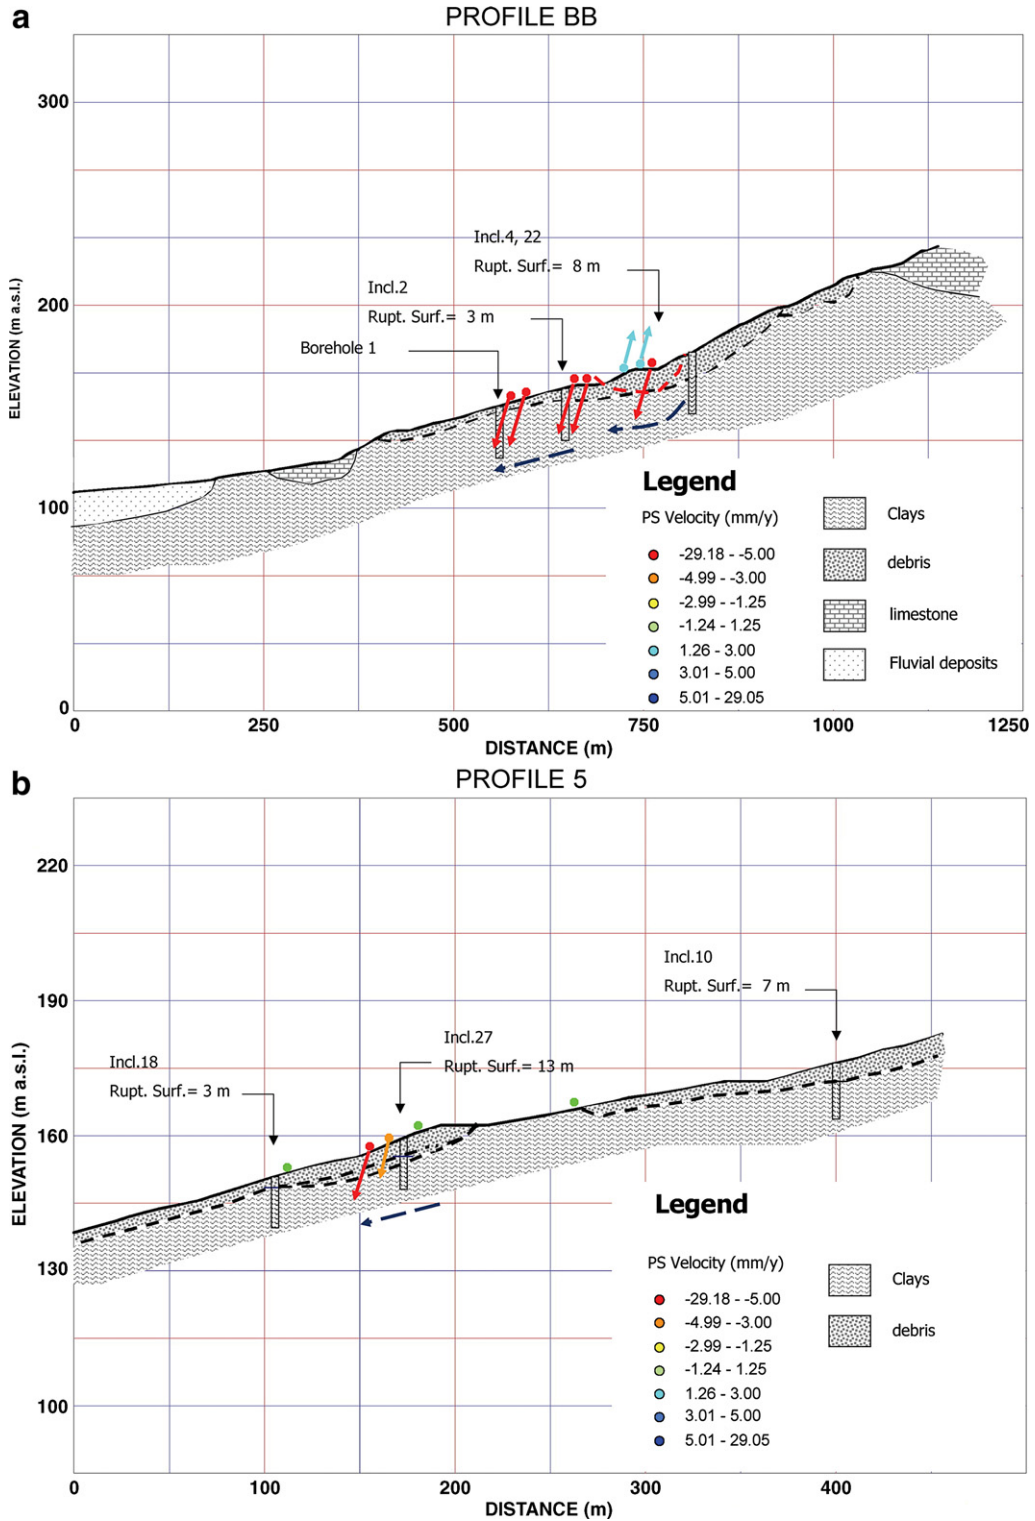 a
PROFILE BB
300
200
100
0
ELEVATION (m a.s.l.)
Incl.4, 22
Rupt. Surf.= 8 m
Incl.2
Rupt. Surf.= 3 m
Borehole 1
Legend
PS Velocity (mm/y)
-29.18 - -5.00
-4.99 - -3.00
-2.99 - -1.25
-1.24 - 1.25
1.26 - 3.00
3.01 - 5.00
5.01 - 29.05
Clays
debris
limestone
Fluvial deposits
0 250 500 750 1000 1250
DISTANCE (m)
b
PROFILE 5
220
190
160
130
100
ELEVATION (m a.s.l.)
Incl.10
Rupt. Surf.= 7 m
Incl.27
Rupt. Surf.= 13 m
Incl.18
Rupt. Surf.= 3 m
Legend
PS Velocity (mm/y)
-29.18 - -5.00
-4.99 - -3.00
-2.99 - -1.25
-1.24 - 1.25
1.26 - 3.00
3.01 - 5.00
5.01 - 29.05
Clays
debris
0 100 200 300 400
DISTANCE (m)